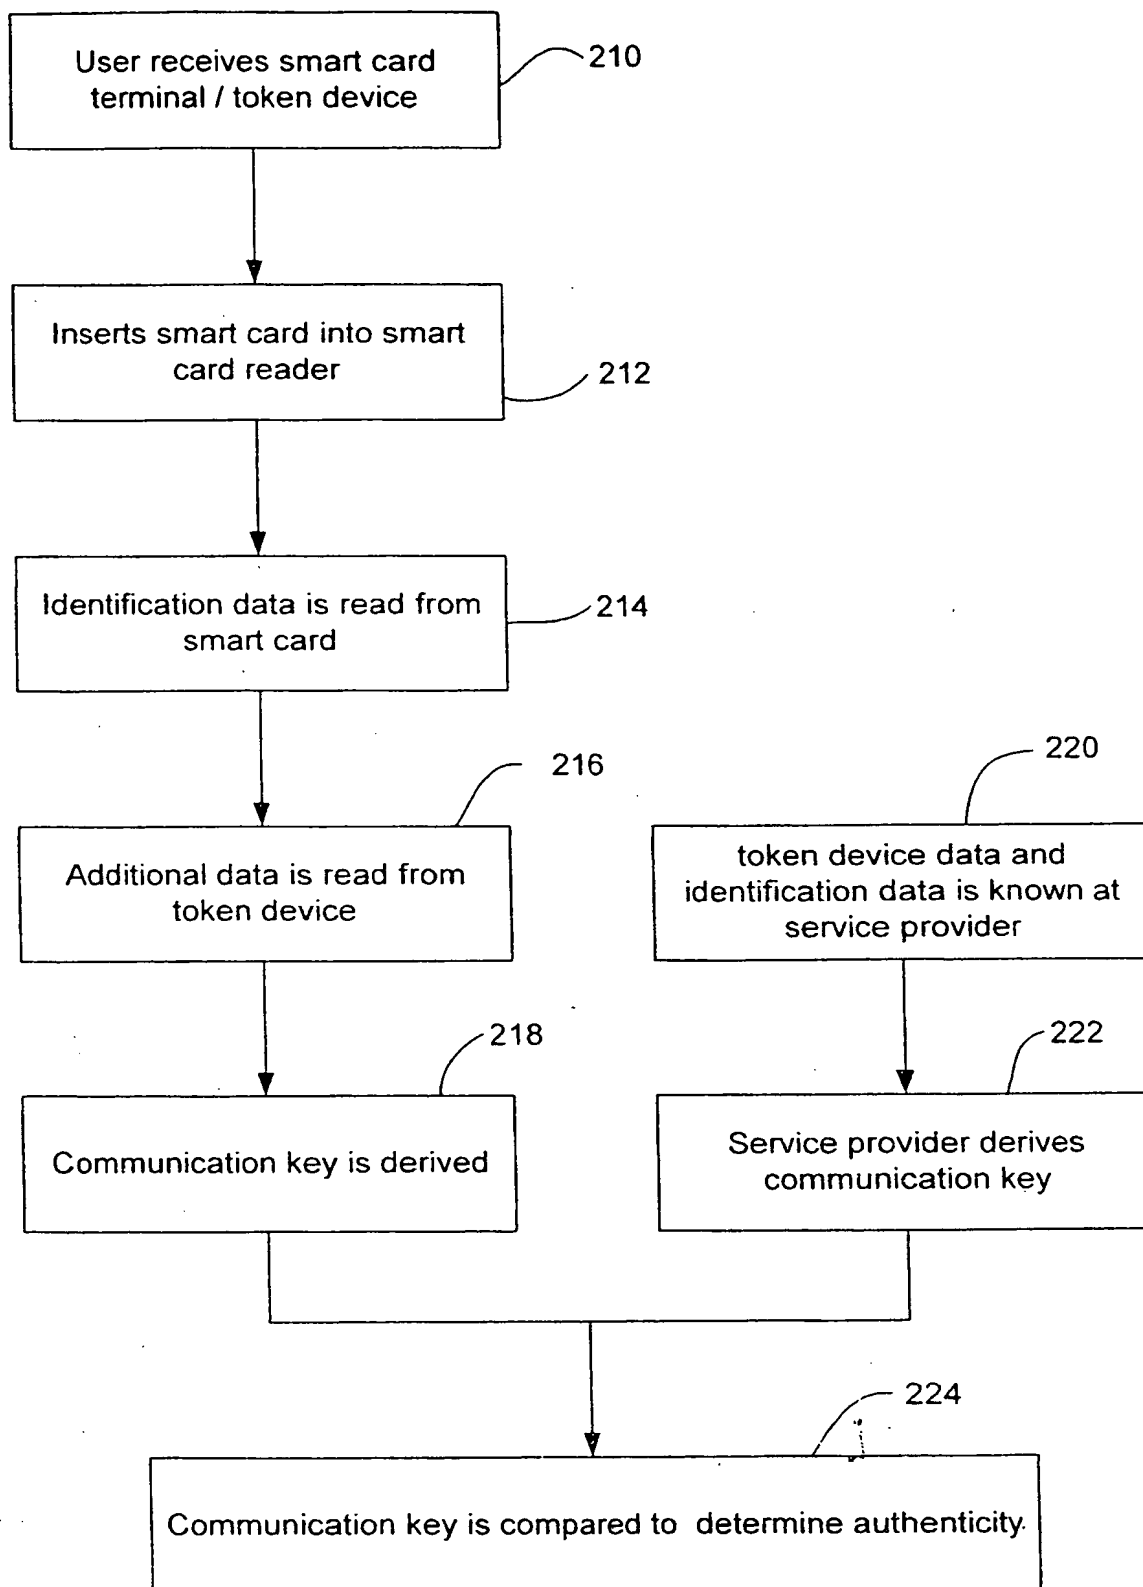 User receives smart card
terminal / token device
210
Inserts smart card into smart
card reader
212
Identification data is read from
smart card
214
216
Additional data is read from
token device
220
token device data and
identification data is known at
service provider
218
Communication key is derived
222
Service provider derives
communication key
224
Communication key is compared to determine authenticity.